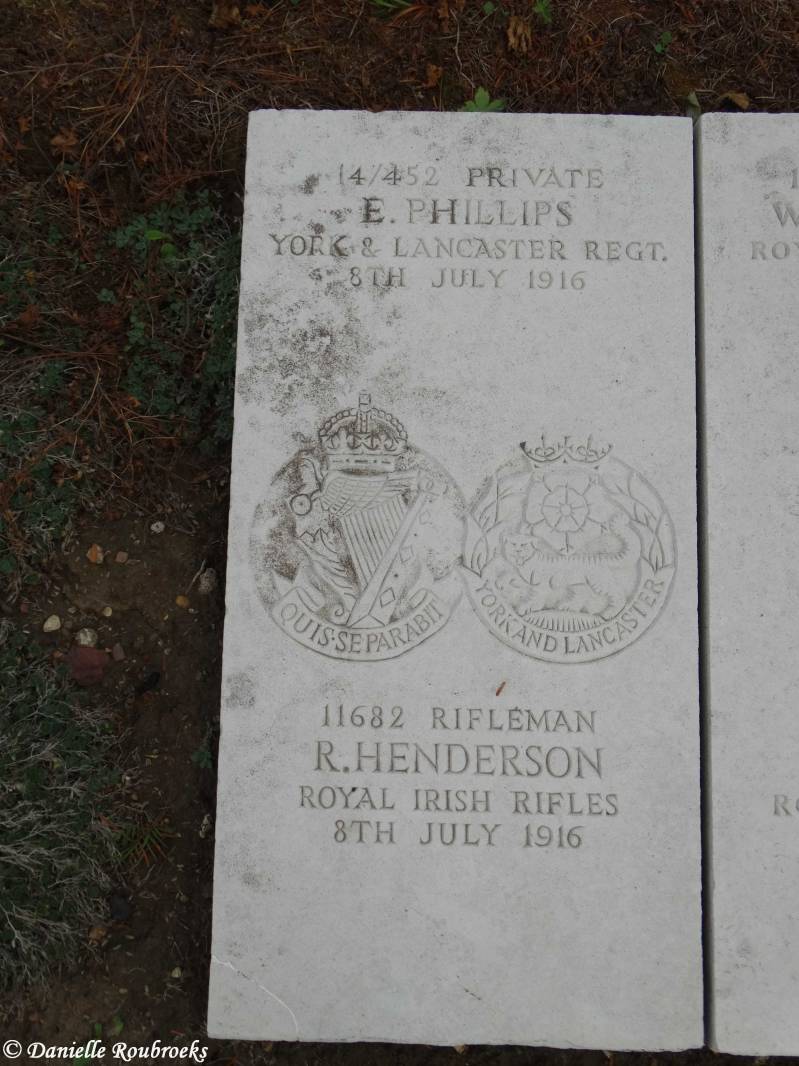 14/452 PRIVATE
E. PHILLIPS
YORK & LANCASTER REGT.
8TH JULY 1916
QUIS·SEPARABIT
YORK AND LANCASTER
11682 RIFLEMAN
R. HENDERSON
ROYAL IRISH RIFLES
8TH JULY 1916
© Danielle Roubroeks